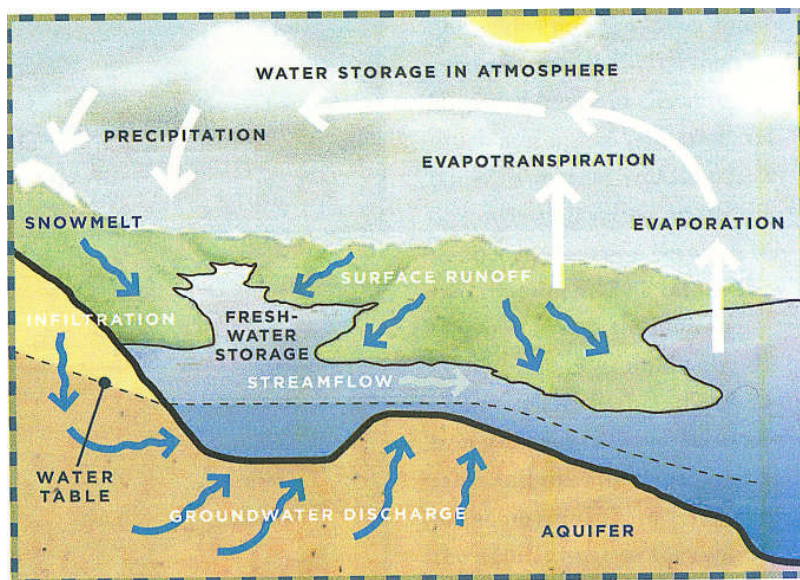 WATER STORAGE IN ATMOSPHERE
PRECIPITATION
EVAPOTRANSPIRATION
SNOWMELT
EVAPORATION
SURFACE RUNOFF
INFILTRATION
FRESH-
WATER
STORAGE
STREAMFLOW
WATER
TABLE
GROUNDWATER DISCHARGE
AQUIFER